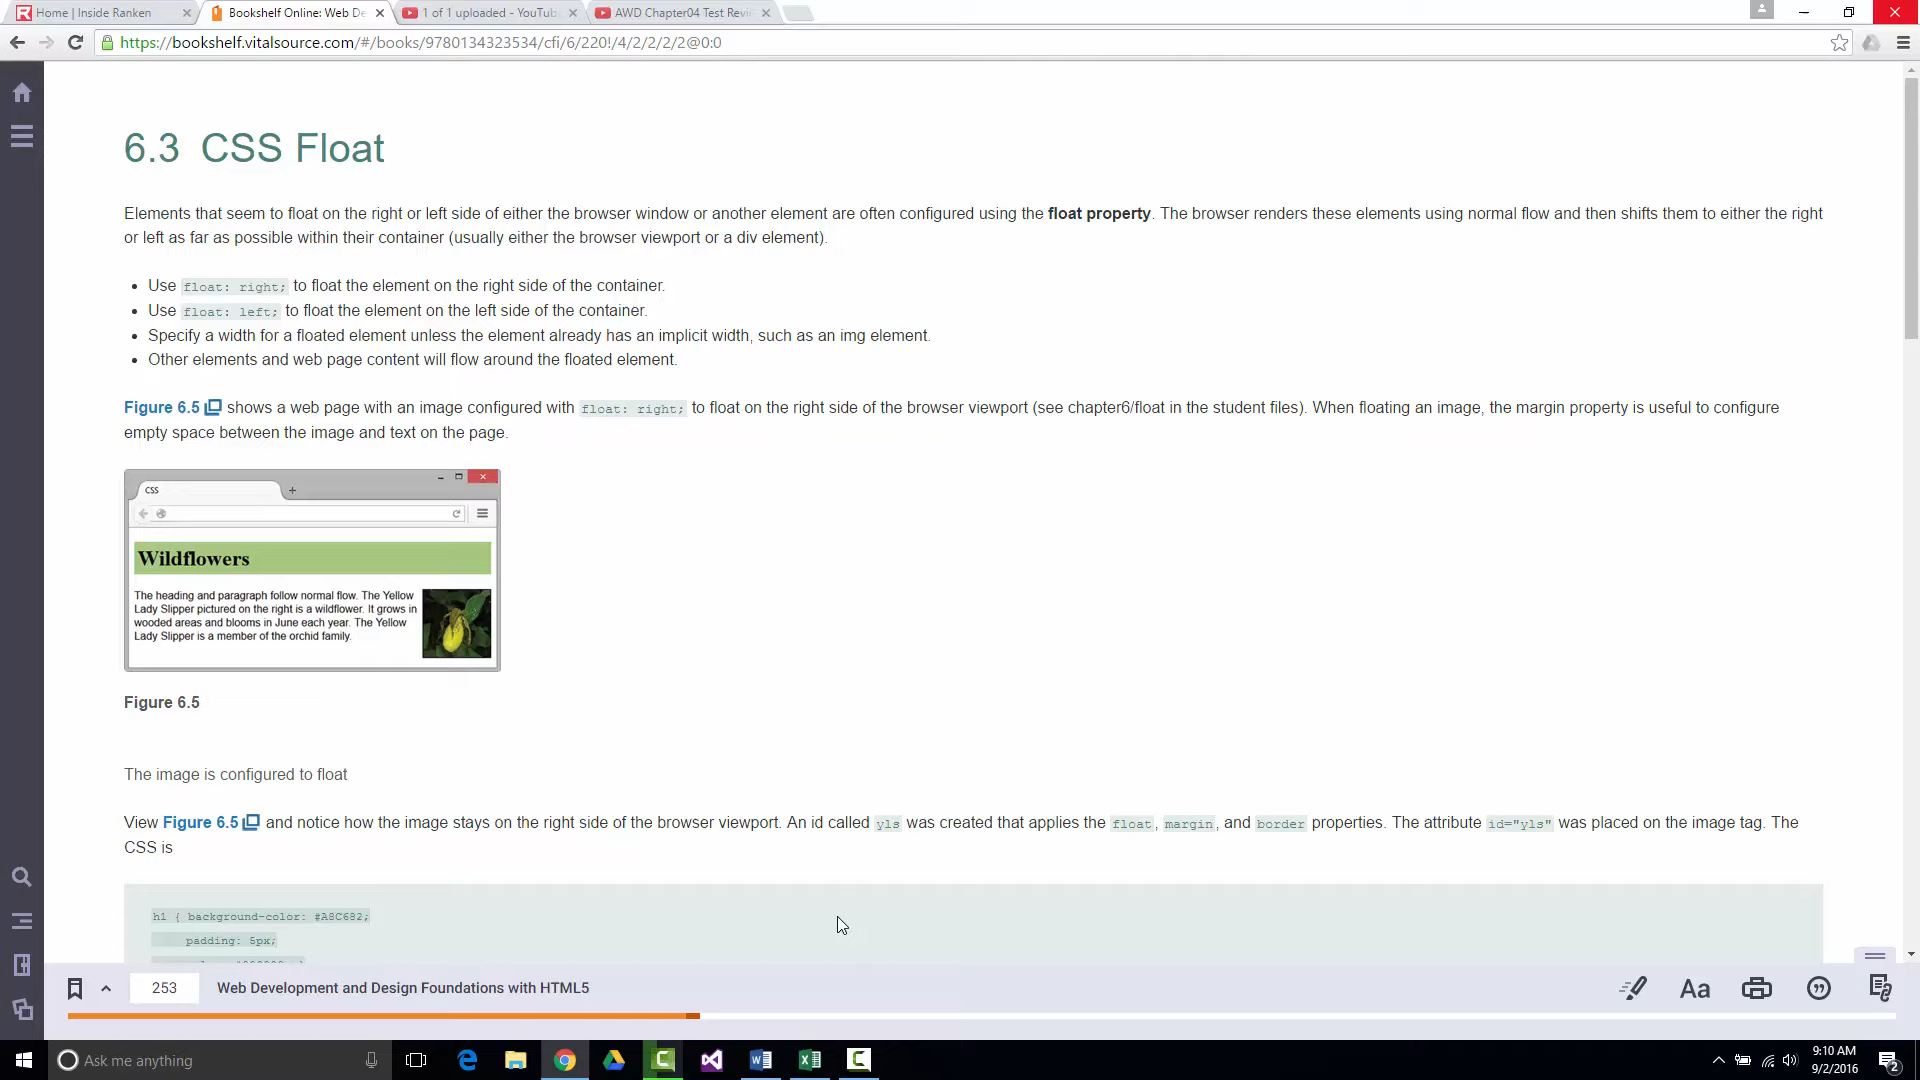 Home | Inside Ranken
Bookshelf Online: Web De
1 of 1 uploaded - YouTub
AWD Chapter04 Test Revi
https://bookshelf.vitalsource.com/#/books/9780134323534/cfi/6/220!/4/2/2/2/2@0:0
6.3 CSS Float
Elements that seem to float on the right or left side of either the browser window or another element are often configured using the float property. The browser renders these elements using normal flow and then shifts them to either the right
or left as far as possible within their container (usually either the browser viewport or a div element).
• Use float: right; to float the element on the right side of the container.
• Use float: left; to float the element on the left side of the container.
• Specify a width for a floated element unless the element already has an implicit width, such as an img element.
• Other elements and web page content will flow around the floated element.
Figure 6.5 shows a web page with an image configured with float: right; to float on the right side of the browser viewport (see chapter6/float in the student files). When floating an image, the margin property is useful to configure
empty space between the image and text on the page.
CSS
Wildflowers
The heading and paragraph follow normal flow. The Yellow
Lady Slipper pictured on the right is a wildflower. It grows in
wooded areas and blooms in June each year. The Yellow
Lady Slipper is a member of the orchid family.
Figure 6.5
The image is configured to float
View Figure 6.5 and notice how the image stays on the right side of the browser viewport. An id called yls was created that applies the float, margin, and border properties. The attribute id="yls" was placed on the image tag. The
CSS is
h1 { background-color: #A8C682;
padding: 5px;
253
Web Development and Design Foundations with HTML5
Aa
Ask me anything
9:10 AM
9/2/2016
2